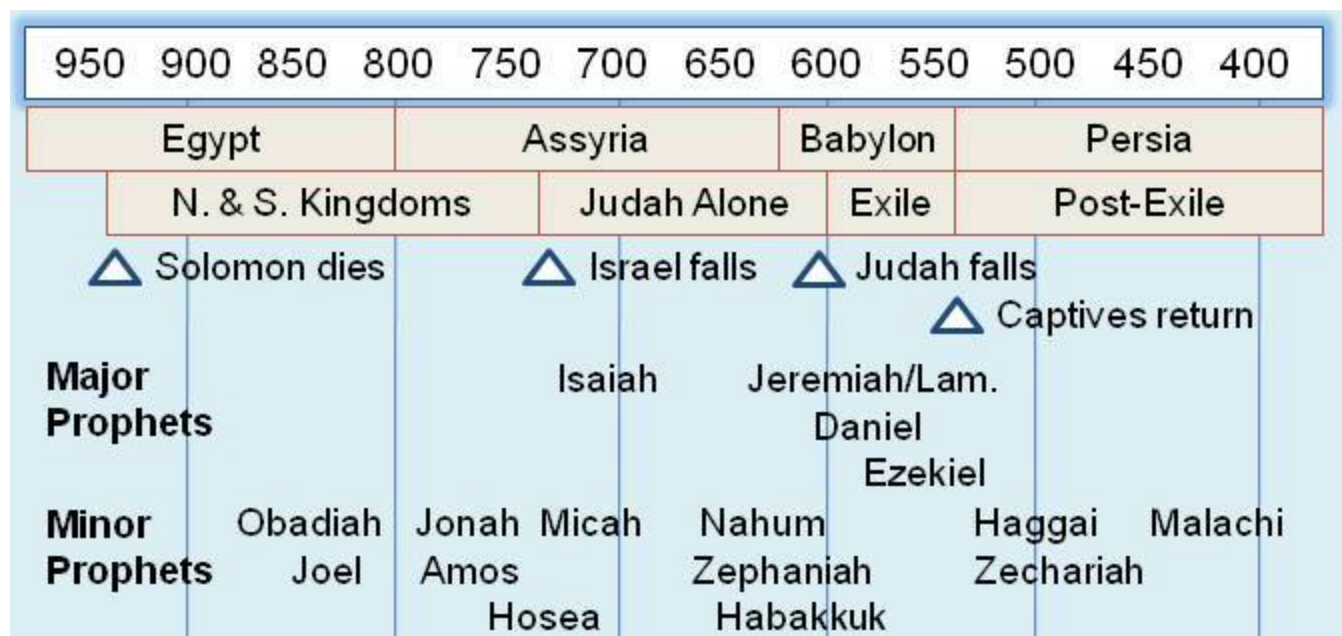 950 900 850 800 750 700 650 600 550 500 450 400
Egypt Assyria Babylon Persia
N. & S. Kingdoms Judah Alone Exile Post-Exile
Solomon dies Israel falls Judah falls
Captives return
Major Isaiah Jeremiah/Lam.
Prophets Daniel
Ezekiel
Minor Obadiah Jonah Micah Nahum Haggai Malachi
Prophets Joel Amos Zephaniah Zechariah
Hosea Habakkuk